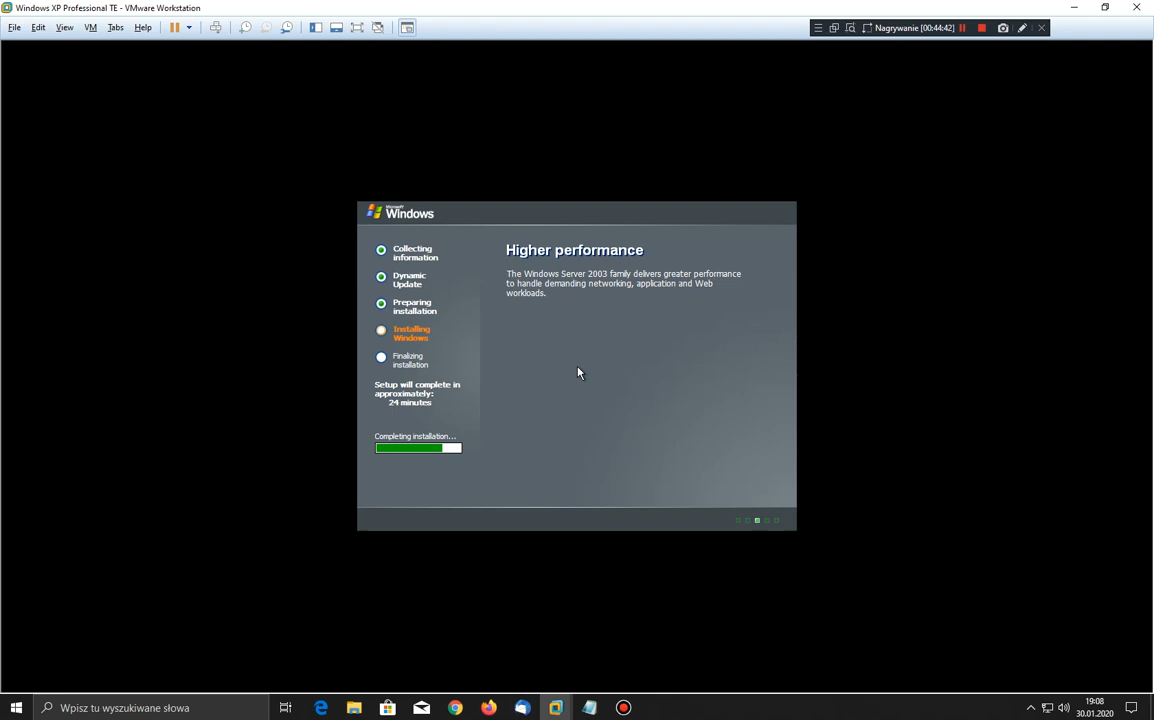 Windows XP Professional TE - VMware Workstation
File Edit View VM Tabs Help
Nagrywanie [00:44:42]
Microsoft
Windows
Collecting
information
Dynamic
Update
Preparing
installation
Installing
Windows
Finalizing
installation
Setup will complete in
approximately:
24 minutes
Completing installation...
Higher performance
The Windows Server 2003 family delivers greater performance
to handle demanding networking, application and Web
workloads.
Wpisz tu wyszukiwane słowa
19:08
30.01.2020